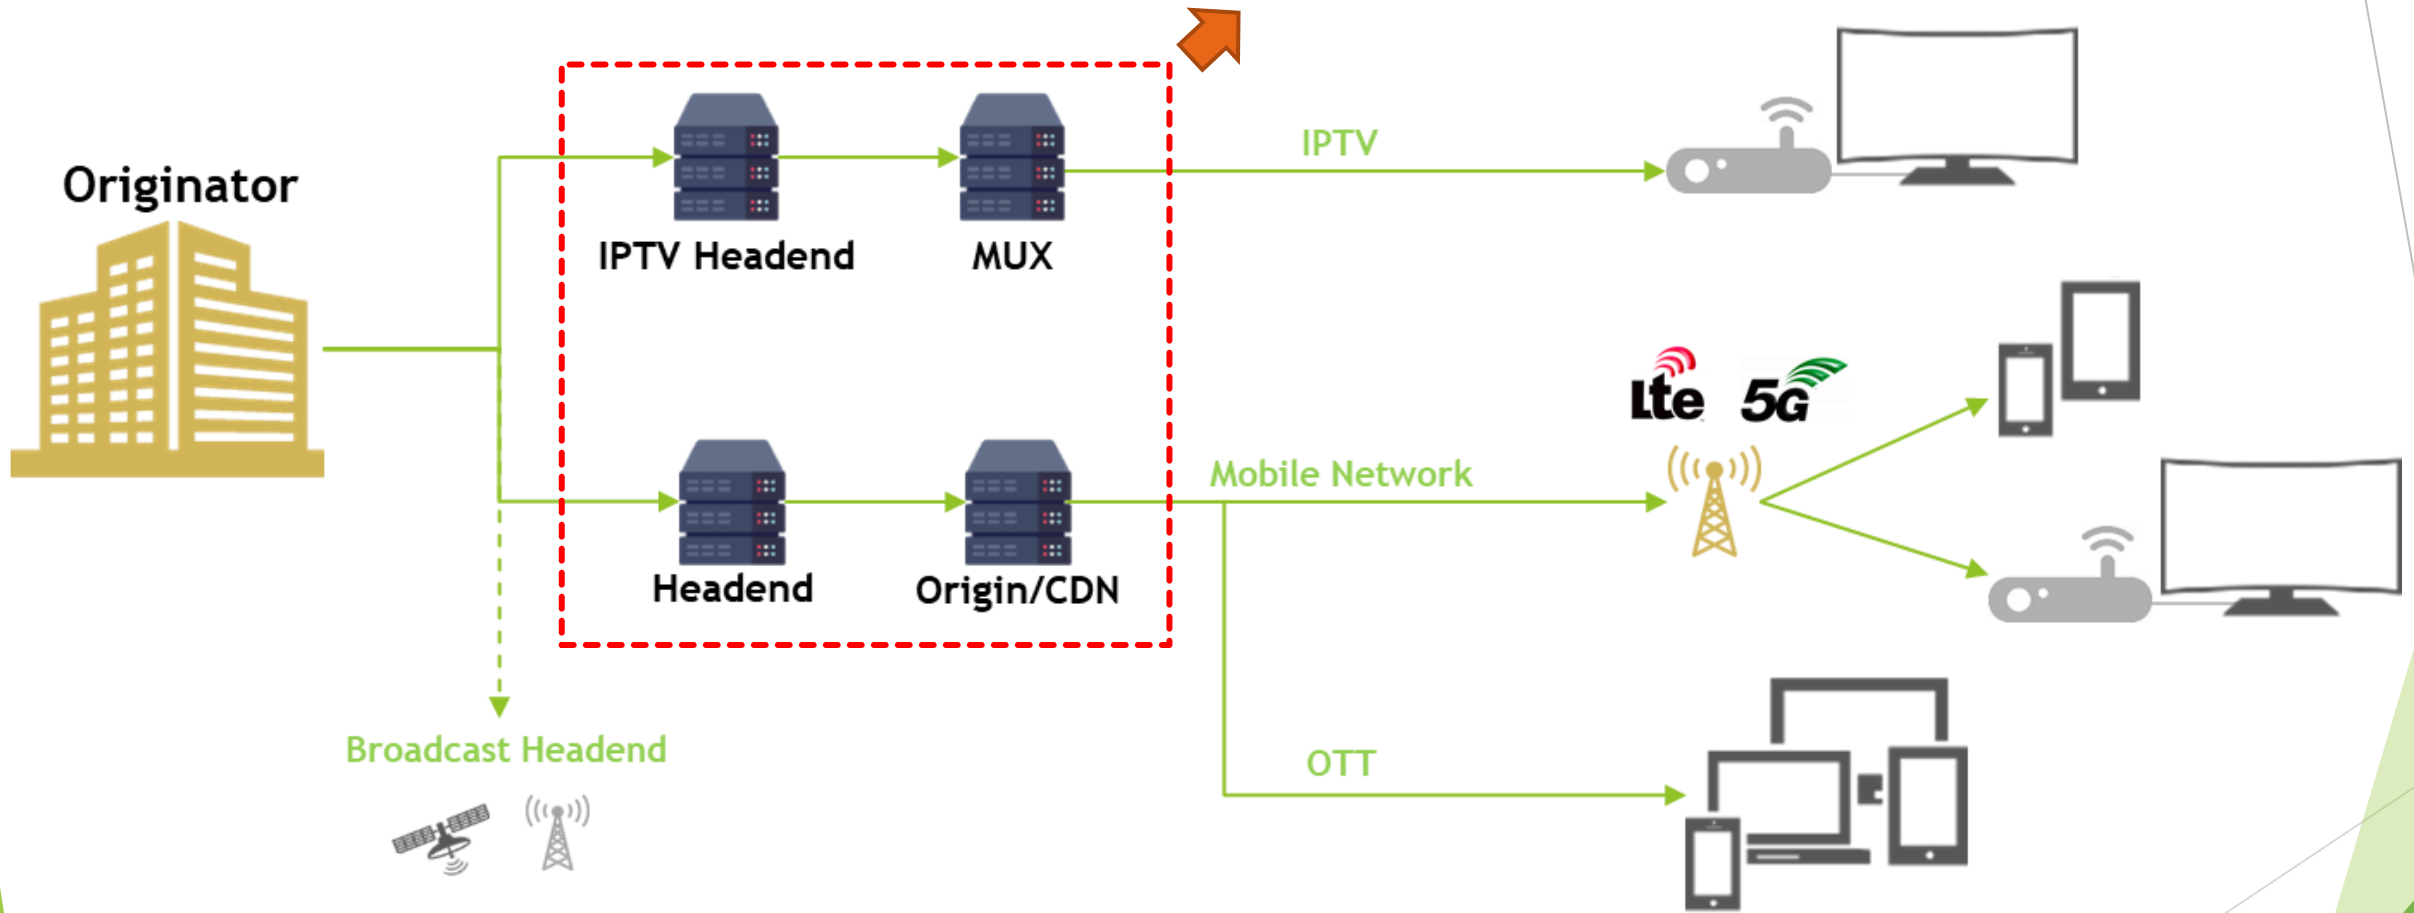 Originator
IPTV Headend
MUX
IPTV
Headend
Origin/CDN
Mobile Network
Lte
5G
OTT
Broadcast Headend